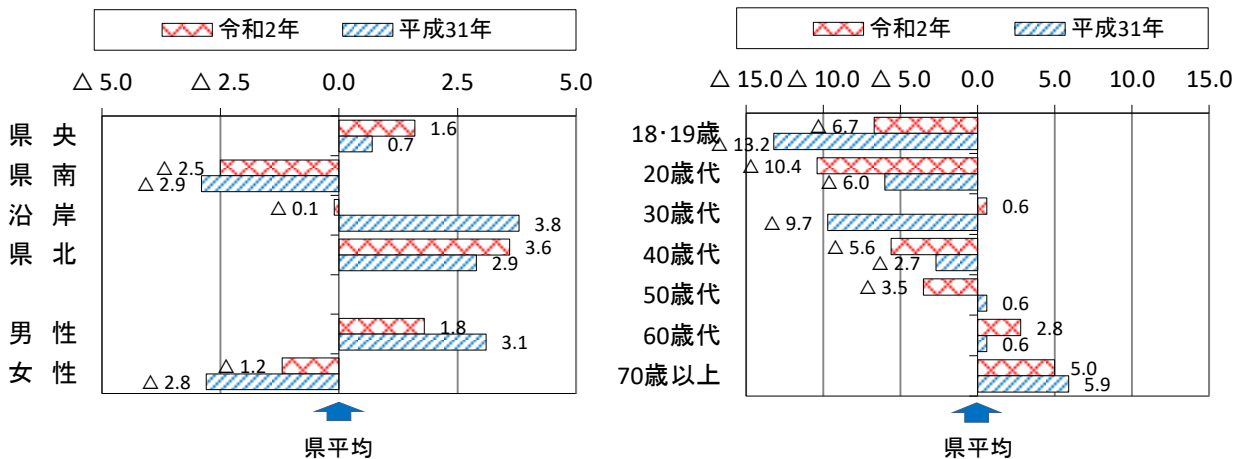 令和2年 平成31年
△ 5.0 △ 2.5 0.0 2.5 5.0
県 央 1.6
0.7
県 南 △ 2.5
△ 2.9
沿 岸 △ 0.1
3.8
県 北 3.6
2.9
男 性 1.8
3.1
女 性 △ 1.2
△ 2.8
県平均
令和2年 平成31年
△ 15.0 △ 10.0 △ 5.0 0.0 5.0 10.0 15.0
18・19歳 △ 6.7
△ 13.2
20歳代 △ 10.4
△ 6.0
30歳代 0.6
△ 9.7
40歳代 △ 5.6
△ 2.7
50歳代 △ 3.5
0.6
60歳代 2.8
0.6
70歳以上 5.0
5.9
県平均